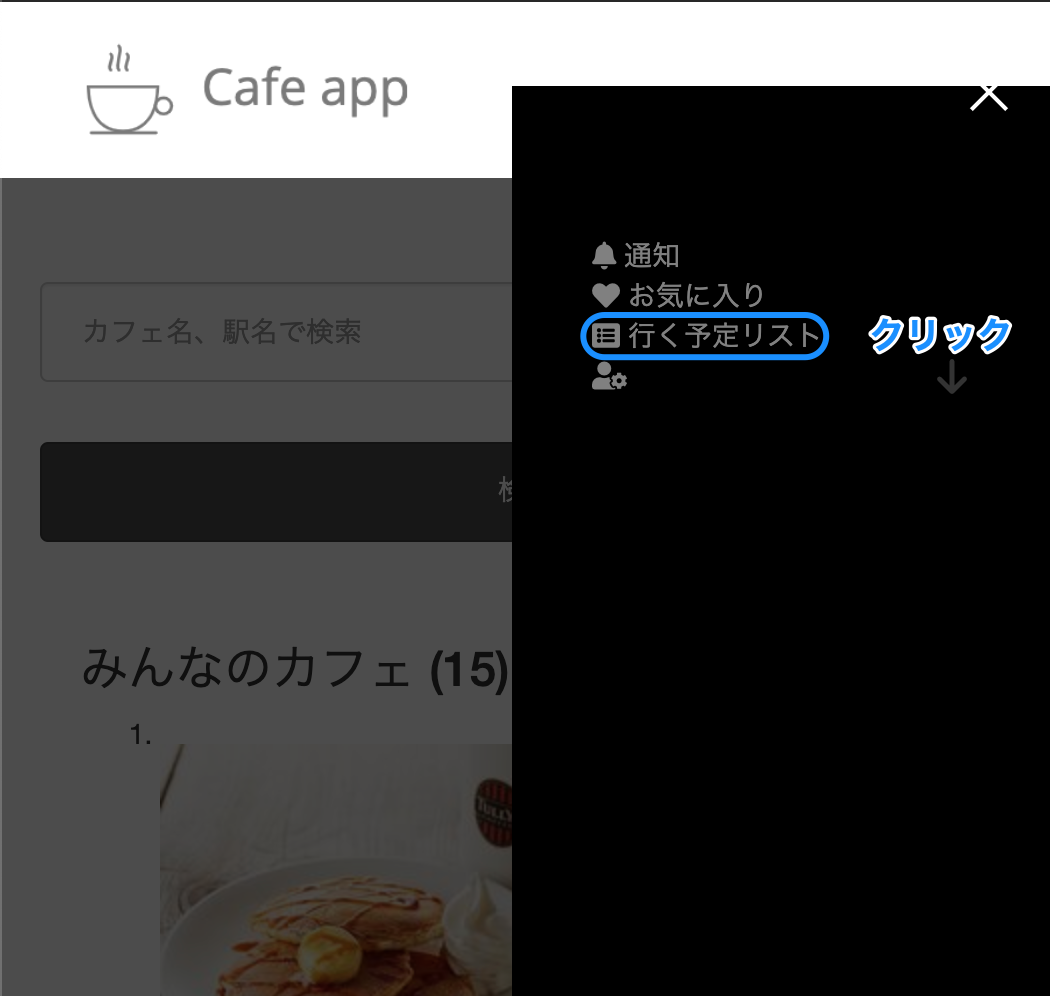 Cafe app
通知
お気に入り
行く予定リスト
クリック
カフェ名、駅名で検索
みんなのカフェ (15)
1.
TULLY'S